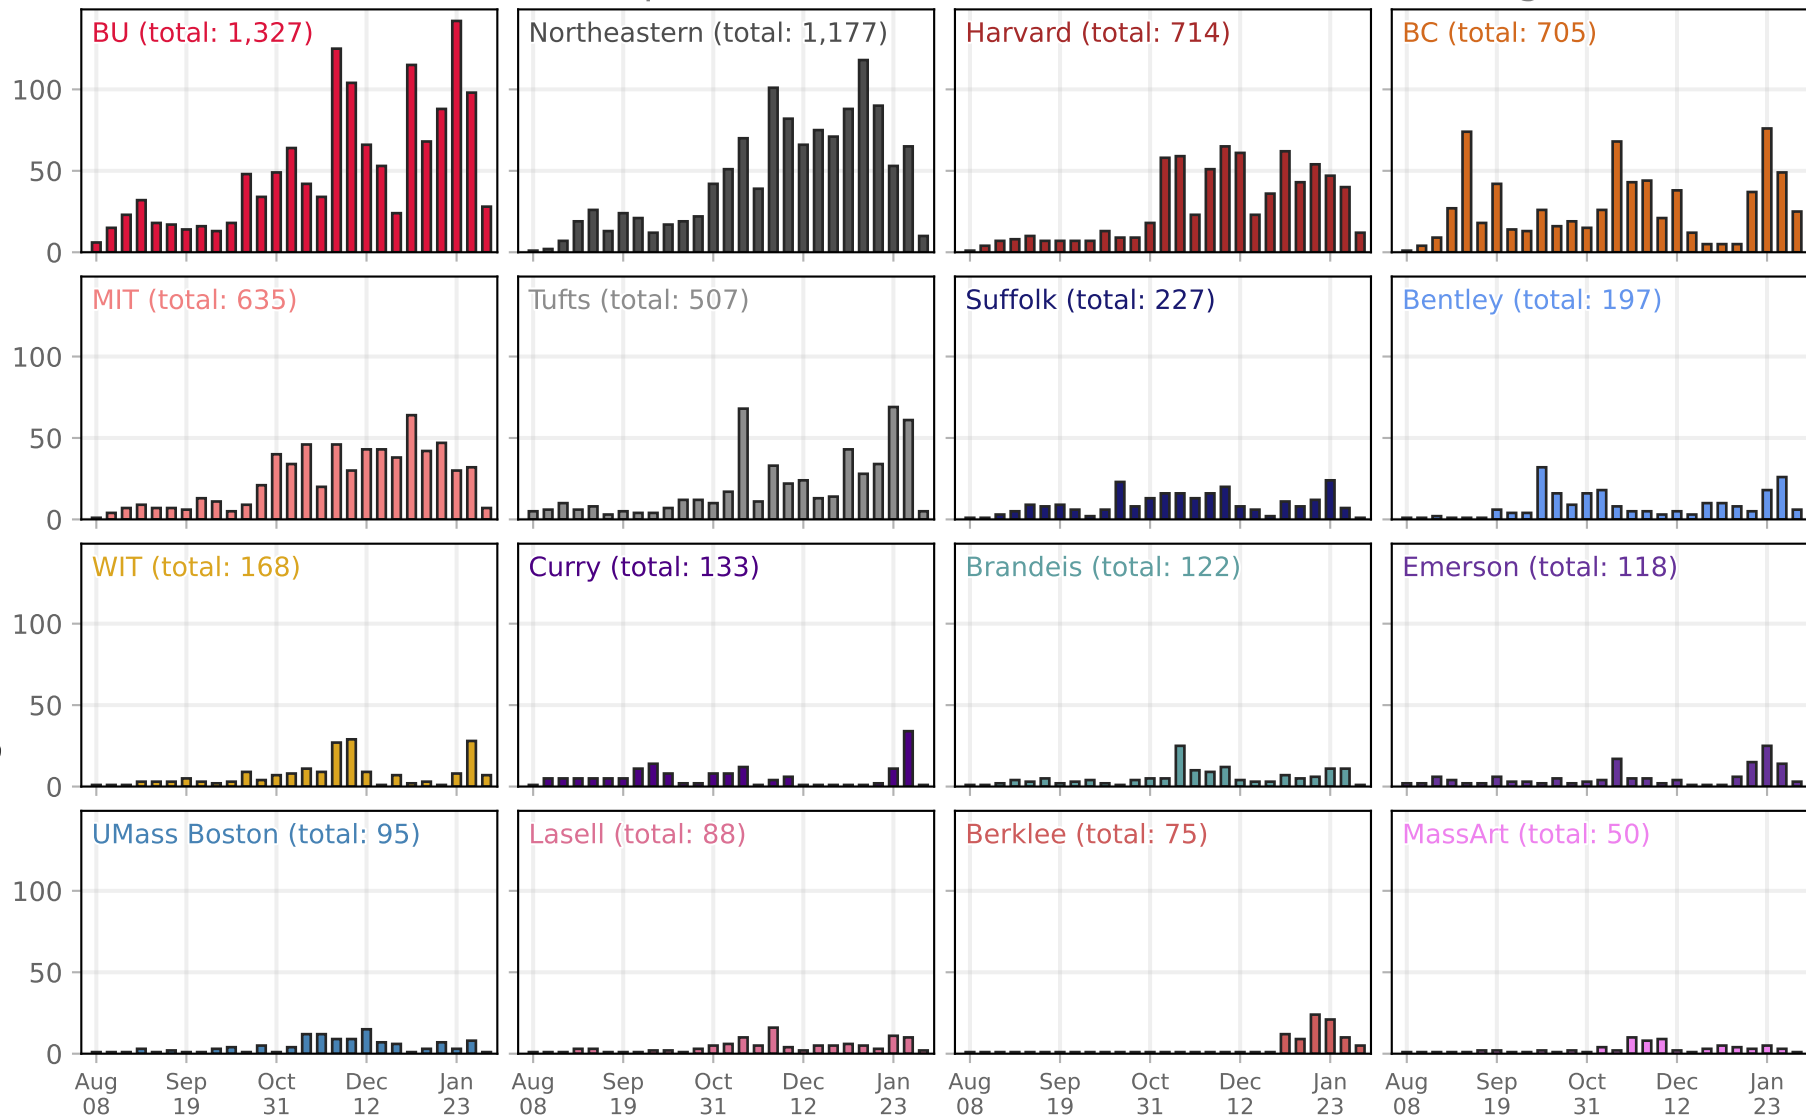 BU (total: 1,327)
Northeastern (total: 1,177)
Harvard (total: 714)
BC (total: 705)
100
50
0
MIT (total: 635)
Tufts (total: 507)
Suffolk (total: 227)
Bentley (total: 197)
100
50
0
WIT (total: 168)
Curry (total: 133)
Brandeis (total: 122)
Emerson (total: 118)
100
50
0
UMass Boston (total: 95)
Lasell (total: 88)
Berklee (total: 75)
MassArt (total: 50)
100
50
0
Aug 08
Sep 19
Oct 31
Dec 12
Jan 23
Aug 08
Sep 19
Oct 31
Dec 12
Jan 23
Aug 08
Sep 19
Oct 31
Dec 12
Jan 23
Aug 08
Sep 19
Oct 31
Dec 12
Jan 23